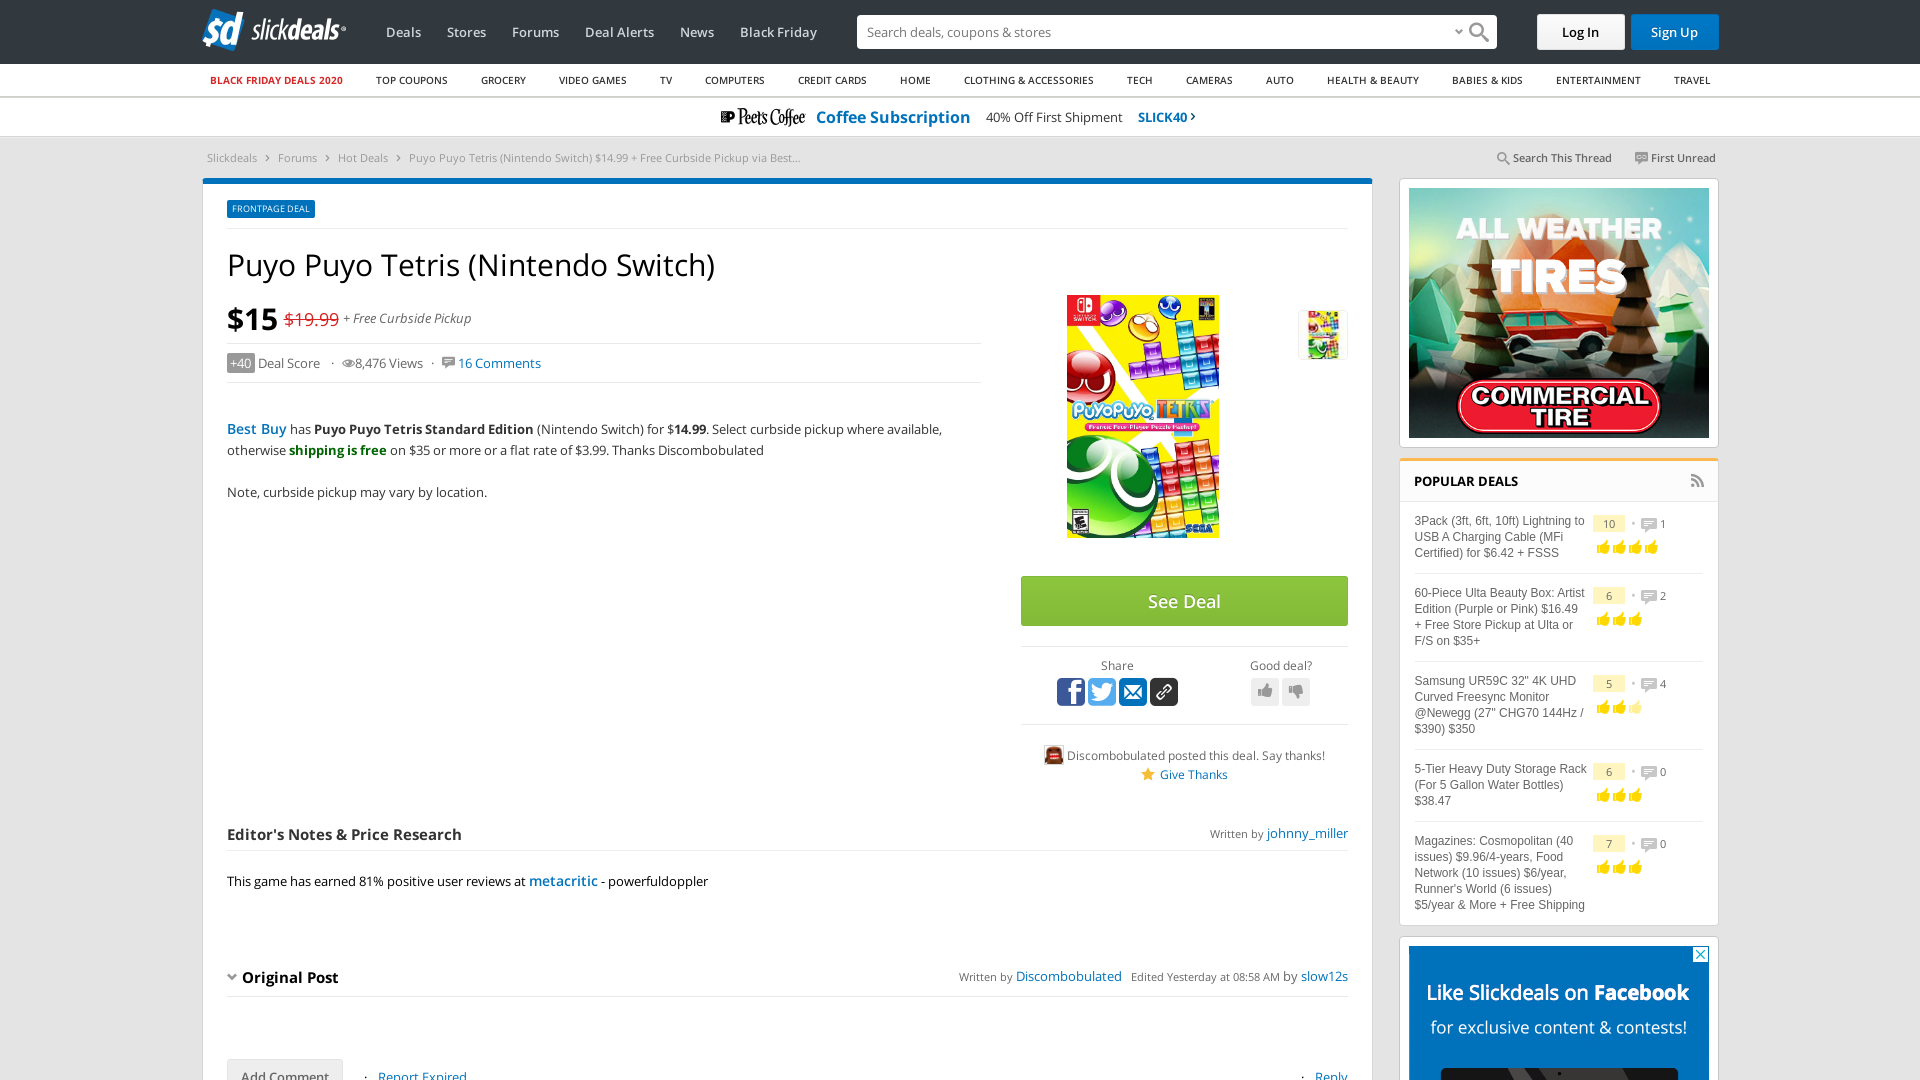 sd slickdeals
Deals Stores Forums Deal Alerts News Black Friday
Search deals, coupons & stores
Log In Sign Up
BLACK FRIDAY DEALS 2020 TOP COUPONS GROCERY VIDEO GAMES TV COMPUTERS CREDIT CARDS HOME CLOTHING & ACCESSORIES TECH CAMERAS AUTO HEALTH & BEAUTY BABIES & KIDS ENTERTAINMENT TRAVEL
Peet's Coffee Coffee Subscription 40% Off First Shipment SLICK40
Slickdeals Forums Hot Deals Puyo Puyo Tetris (Nintendo Switch) $14.99 + Free Curbside Pickup via Best...
Search This Thread First Unread
FRONTPAGE DEAL
Puyo Puyo Tetris (Nintendo Switch)
$15 $19.99 + Free Curbside Pickup
+40 Deal Score · 8,476 Views · 16 Comments
Best Buy has Puyo Puyo Tetris Standard Edition (Nintendo Switch) for $14.99. Select curbside pickup where available,
otherwise shipping is free on $35 or more or a flat rate of $3.99. Thanks Discombobulated
Note, curbside pickup may vary by location.
NINTENDO SWITCH
PuyoPuyo TETRIS
Frantic Four-Player Puzzle Mashup!
E
SEGA
See Deal
Share
Good deal?
Discombobulated posted this deal. Say thanks!
Give Thanks
Editor's Notes & Price Research
Written by johnny_miller
This game has earned 81% positive user reviews at metacritic - powerfuldoppler
Original Post
Written by Discombobulated Edited Yesterday at 08:58 AM by slow12s
Add Comment · Report Expired
· Reply
ALL WEATHER
TIRES
COMMERCIAL
TIRE
POPULAR DEALS
3Pack (3ft, 6ft, 10ft) Lightning to
USB A Charging Cable (MFi
Certified) for $6.42 + FSSS
10 • 1
60-Piece Ulta Beauty Box: Artist
Edition (Purple or Pink) $16.49
+ Free Store Pickup at Ulta or
F/S on $35+
6 • 2
Samsung UR59C 32" 4K UHD
Curved Freesync Monitor
@Newegg (27" CHG70 144Hz /
$390) $350
5 • 4
5-Tier Heavy Duty Storage Rack
(For 5 Gallon Water Bottles)
$38.47
6 • 0
Magazines: Cosmopolitan (40
issues) $9.96/4-years, Food
Network (10 issues) $6/year,
Runner's World (6 issues)
$5/year & More + Free Shipping
7 • 0
Like Slickdeals on Facebook
for exclusive content & contests!